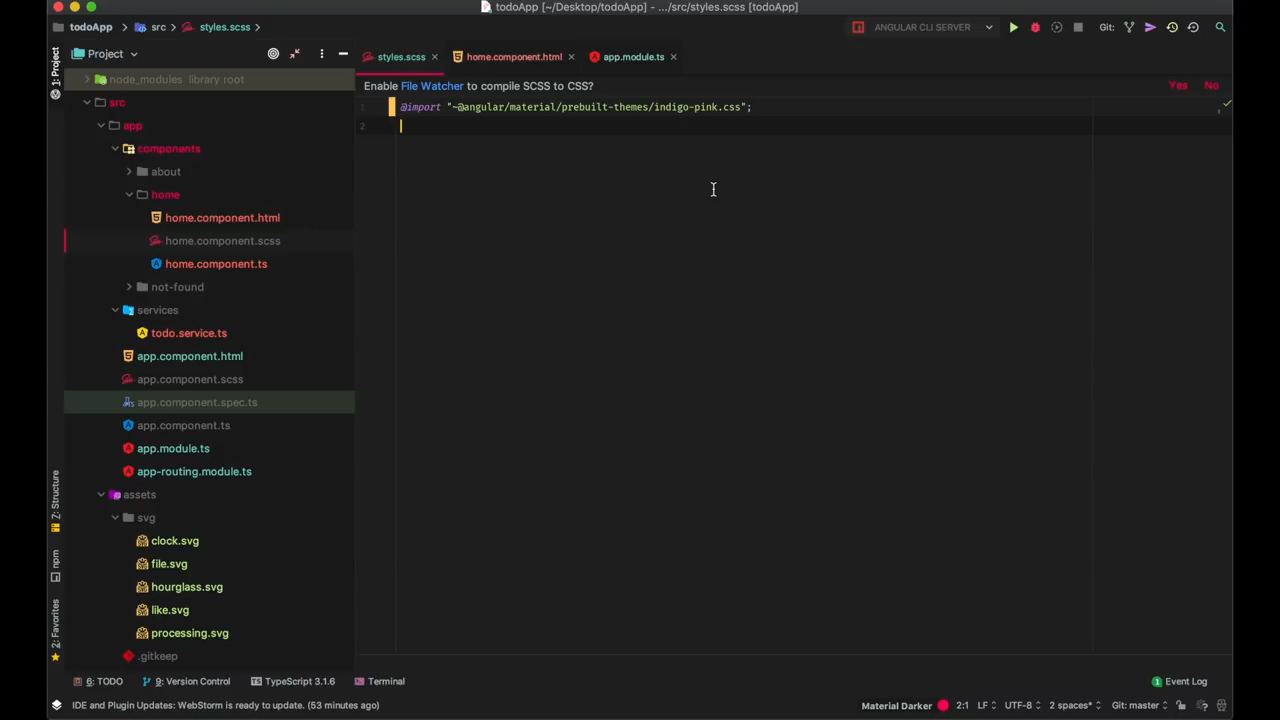 todoApp [~/Desktop/todoApp] - .../src/styles.scss [todoApp]
todoApp src styles.scss ANGULAR CLI SERVER Git:
1: Project
Project
styles.scss home.component.html app.module.ts
node_modules library root
Enable File Watcher to compile SCSS to CSS? Yes No
src
1 @import "~@angular/material/prebuilt-themes/indigo-pink.css";
app
2
components
about
home
home.component.html
home.component.scss
home.component.ts
not-found
services
todo.service.ts
app.component.html
app.component.scss
app.component.spec.ts
app.component.ts
app.module.ts
app-routing.module.ts
assets
svg
clock.svg
file.svg
hourglass.svg
like.svg
processing.svg
.gitkeep
7: Structure
npm
2: Favorites
6: TODO 9: Version Control TypeScript 3.1.6 Terminal 1 Event Log
IDE and Plugin Updates: WebStorm is ready to update. (53 minutes ago) Material Darker 2:1 LF UTF-8 2 spaces* Git: master